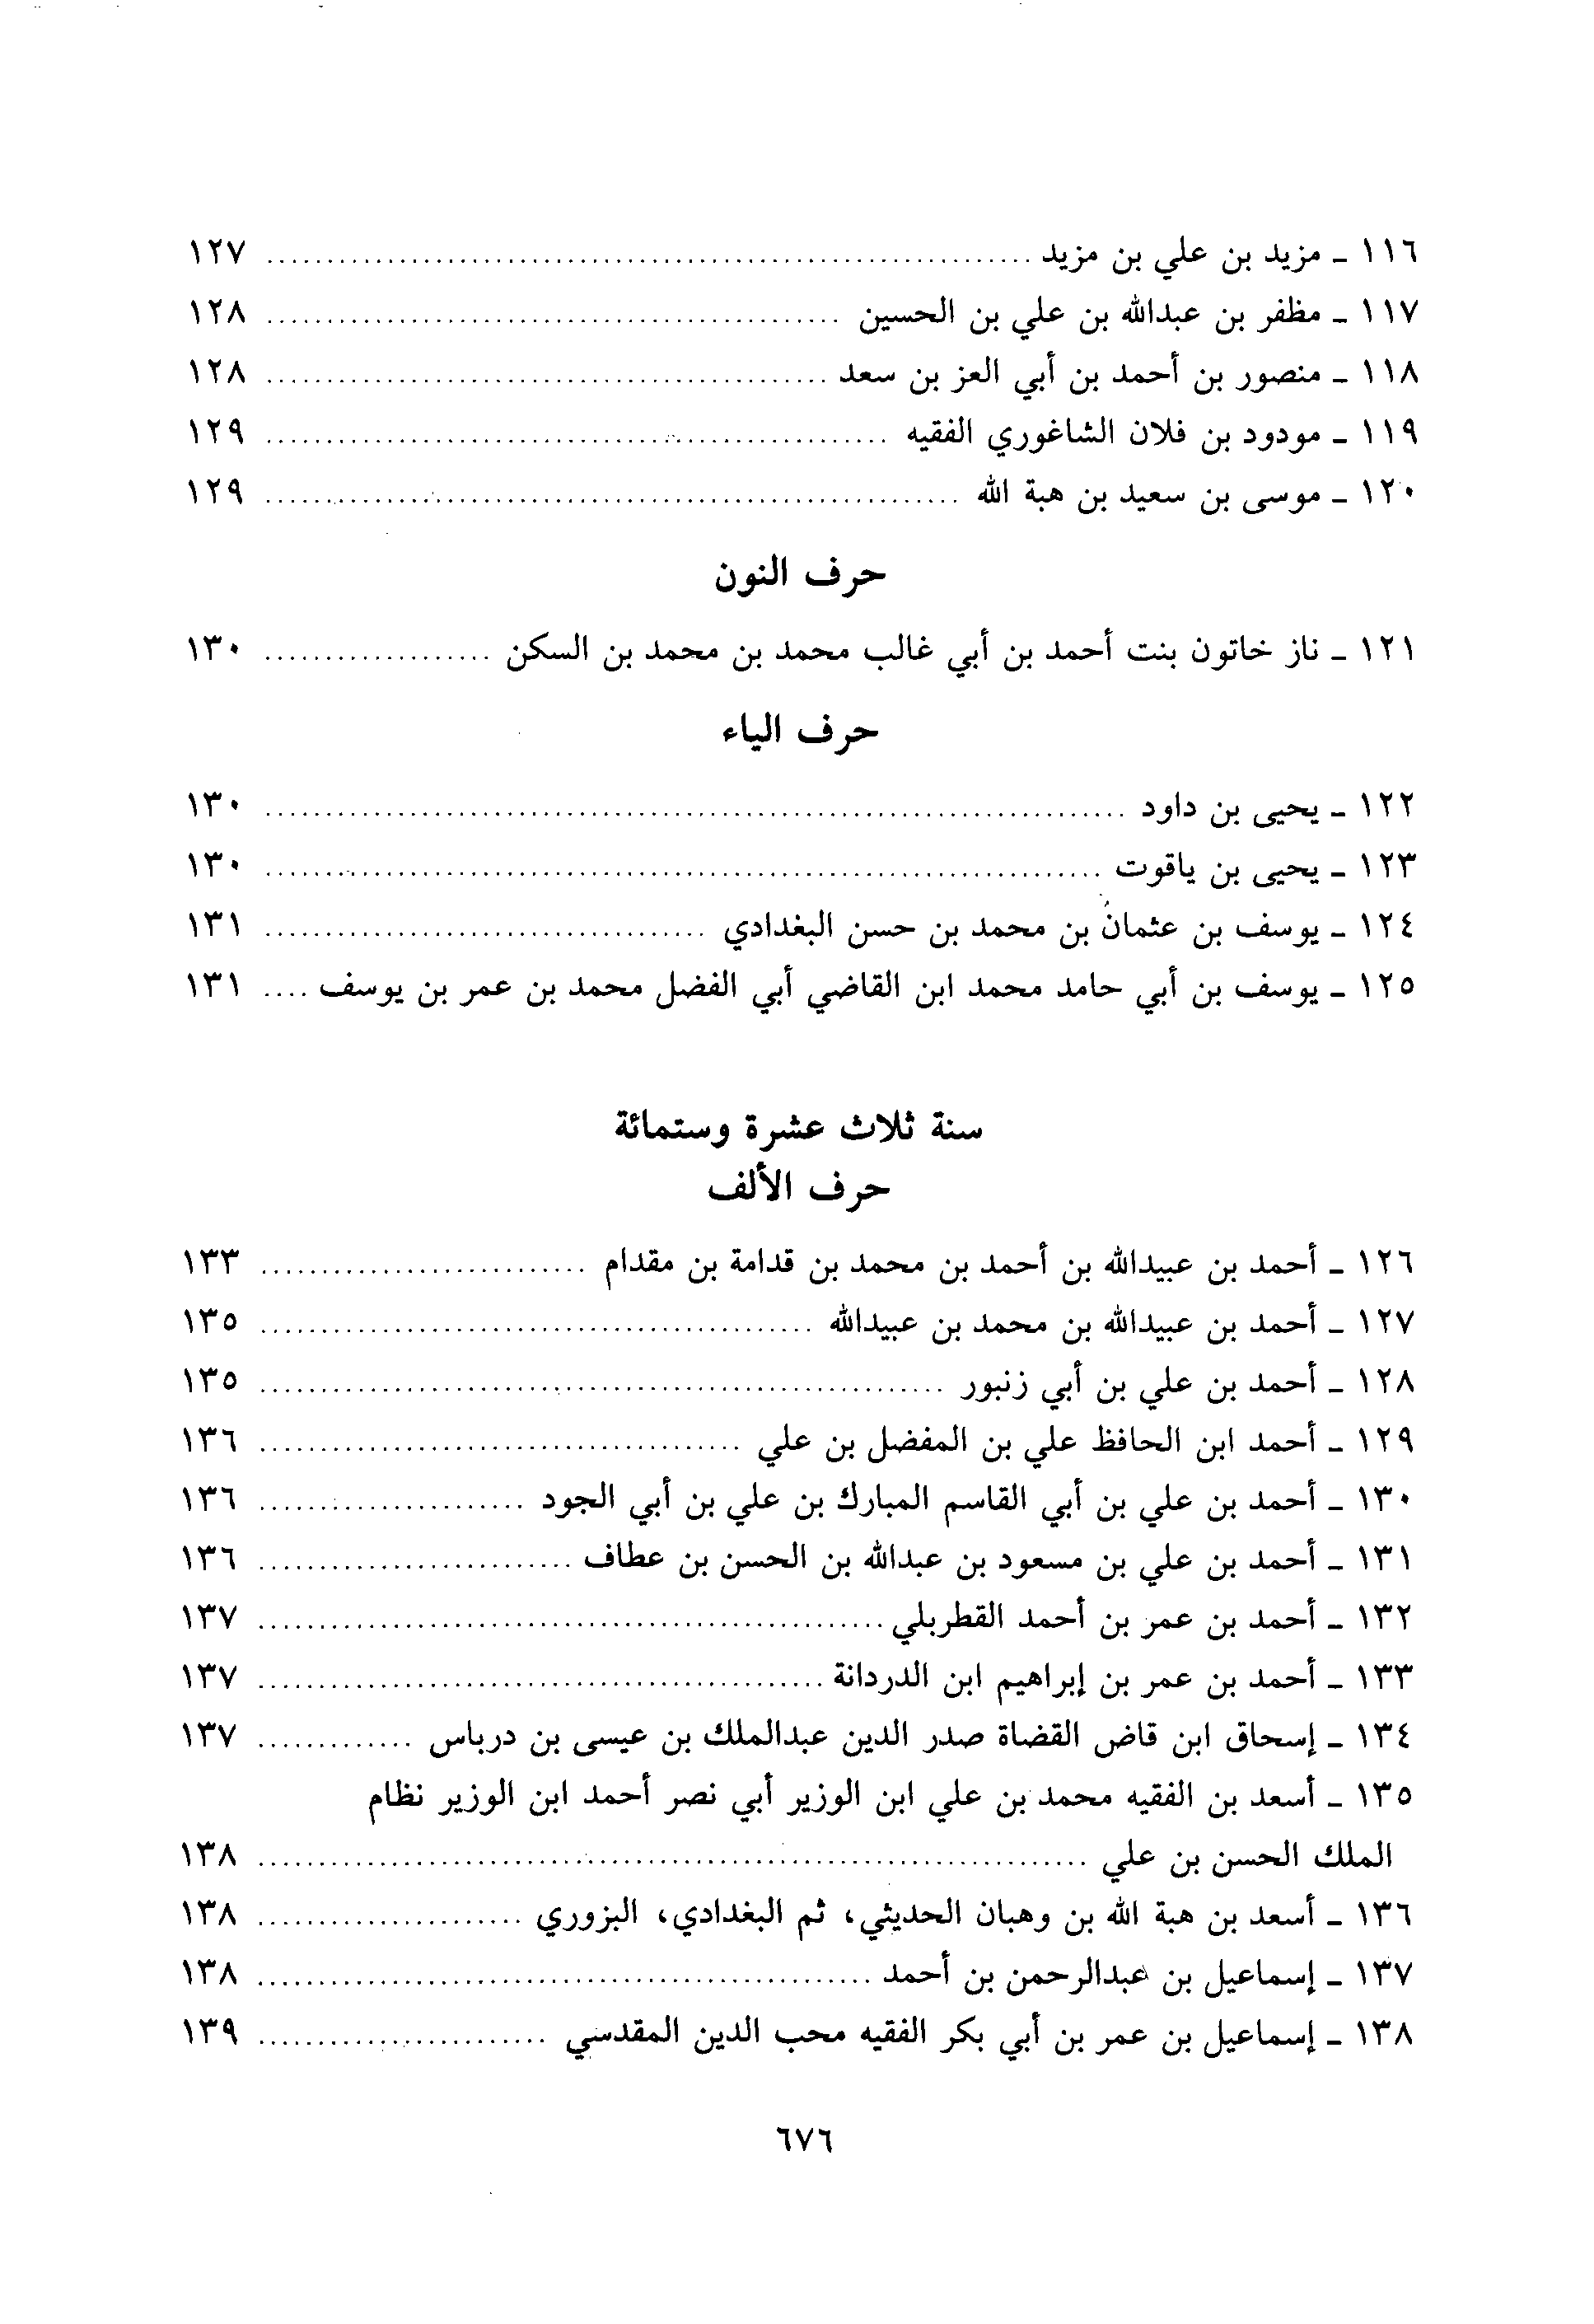 ١١٦ - مزيد بن علي بن مزيد ........ ١٢٧
١١٧ - مظفر بن عبدالله بن علي بن الحسين ........ ١٢٨
١١٨ - منصور بن أحمد بن أبي العز بن سعد ........ ١٢٨
١١٩ - مودود بن فلان الشاغوري الفقيه ........ ١٢٩
١٢٠ - موسى بن سعيد بن هبة الله ........ ١٢٩
حرف النون
١٢١ - ناز خاتون بنت أحمد بن أبي غالب محمد بن محمد بن السكن ........ ١٣٠
حرف الياء
١٢٢ - يحيى بن داود ........ ١٣٠
١٢٣ - يحيى بن ياقوت ........ ١٣٠
١٢٤ - يوسف بن عثمان بن محمد بن حسن البغدادي ........ ١٣١
١٢٥ - يوسف بن أبي حامد محمد ابن القاضي أبي الفضل محمد بن عمر بن يوسف .... ١٣١
سنة ثلاث عشرة وستمائة
حرف الألف
١٢٦ - أحمد بن عبيدالله بن أحمد بن محمد بن قدامة بن مقدام ........ ١٣٣
١٢٧ - أحمد بن عبيدالله بن محمد بن عبيدالله ........ ١٣٥
١٢٨ - أحمد بن علي بن أبي زنبور ........ ١٣٥
١٢٩ - أحمد ابن الحافظ علي بن المفضل بن علي ........ ١٣٦
١٣٠ - أحمد بن علي بن أبي القاسم المبارك بن علي بن أبي الجود ........ ١٣٦
١٣١ - أحمد بن علي بن مسعود بن عبدالله بن الحسن بن عطاف ........ ١٣٦
١٣٢ - أحمد بن عمر بن أحمد القطربلي ........ ١٣٧
١٣٣ - أحمد بن عمر بن إبراهيم ابن الدردانة ........ ١٣٧
١٣٤ - إسحاق ابن قاض القضاة صدر الدين عبدالملك بن عيسى بن درباس ........ ١٣٧
١٣٥ - أسعد بن الفقيه محمد بن علي ابن الوزير أبي نصر أحمد ابن الوزير نظام
الملك الحسن بن علي ........ ١٣٨
١٣٦ - أسعد بن هبة الله بن وهبان الحديثي، ثم البغدادي، البزوري ........ ١٣٨
١٣٧ - إسماعيل بن عبدالرحمن بن أحمد ........ ١٣٨
١٣٨ - إسماعيل بن عمر بن أبي بكر الفقيه محب الدين المقدسي ........ ١٣٩
٦٧٦